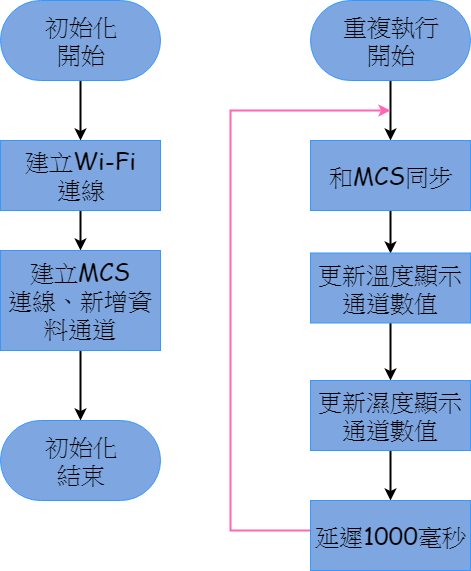 初始化
開始
建立Wi-Fi
連線
建立MCS
連線、新增資
料通道
初始化
結束
重複執行
開始
和MCS同步
更新溫度顯示
通道數值
更新濕度顯示
通道數值
延遲1000毫秒